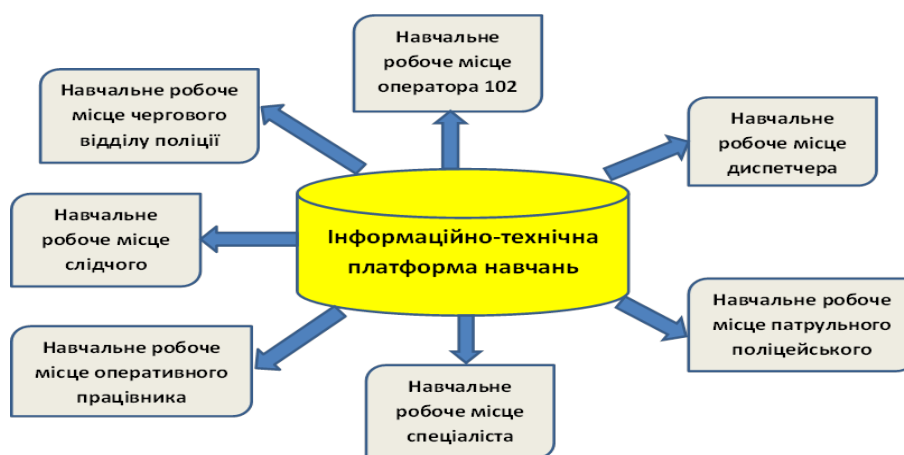 Навчальне
робоче місце
оператора 102
Навчальне робоче
місце чергового
відділу поліції
Навчальне
робоче місце
диспетчера
Навчальне
робоче місце
слідчого
Інформаційно-технічна
платформа навчань
Навчальне робоче
місце патрульного
поліцейського
Навчальне робоче
місце оперативного
працівника
Навчальне
робоче місце
спеціаліста